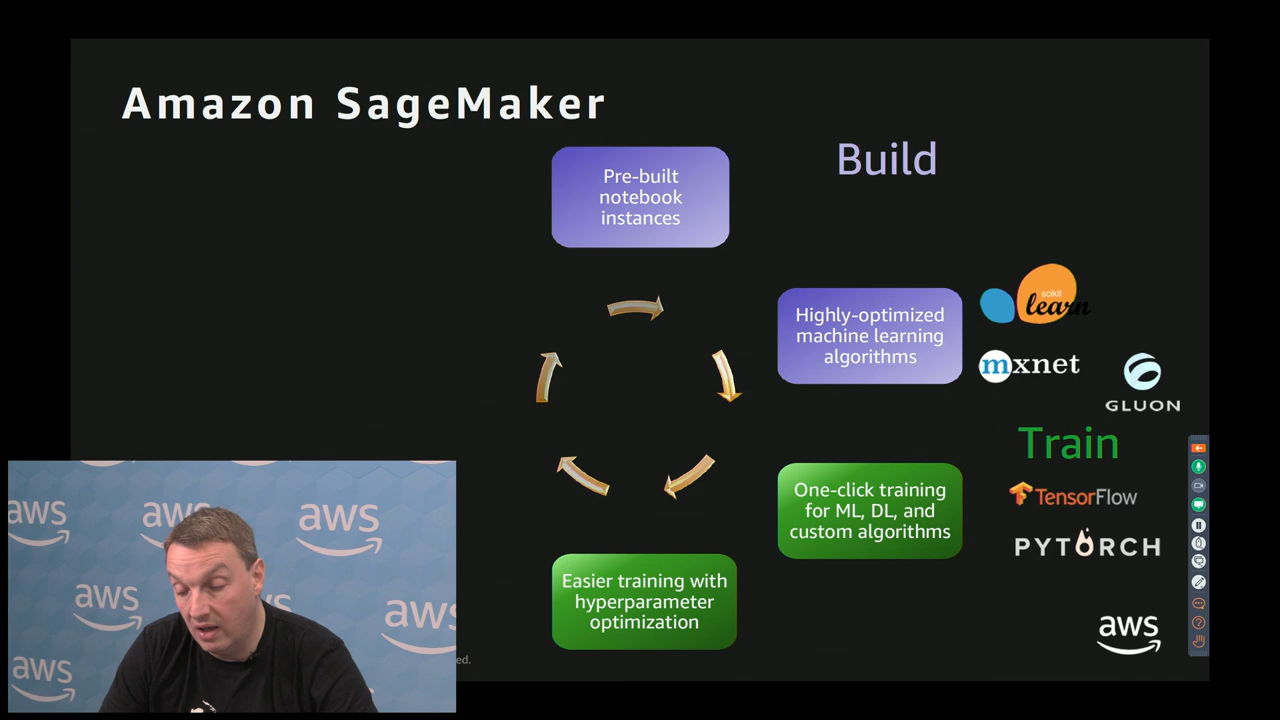 Amazon SageMaker
Build
Pre-built
notebook
instances
Highly-optimized
machine learning
algorithms
scikit
learn
mxnet
GLUON
Train
One-click training
for ML, DL, and
custom algorithms
TensorFlow
PYTORCH
Easier training with
hyperparameter
optimization
aws
ed.
aws
aws
aws
aws
aws
aws